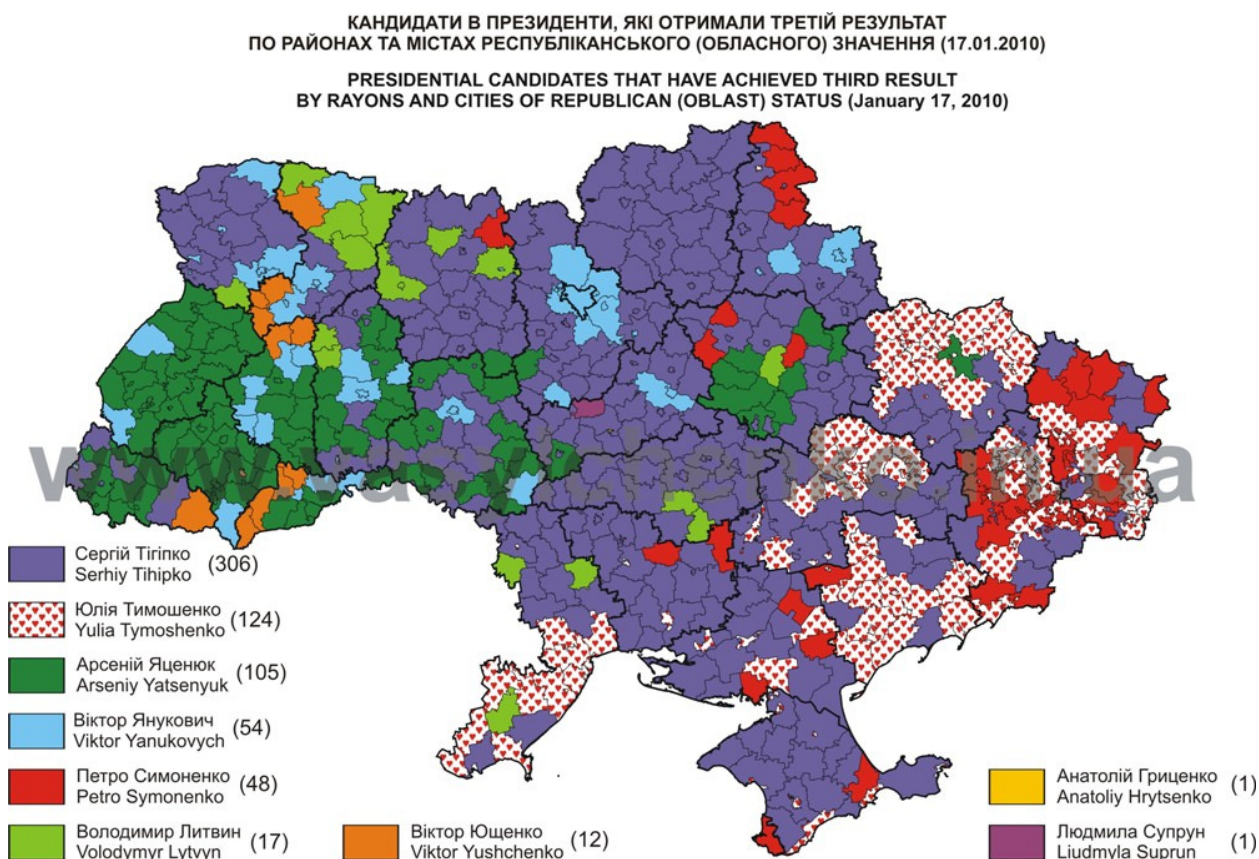 КАНДИДАТИ В ПРЕЗИДЕНТИ, ЯКІ ОТРИМАЛИ ТРЕТІЙ РЕЗУЛЬТАТ
ПО РАЙОНАХ ТА МІСТАХ РЕСПУБЛІКАНСЬКОГО (ОБЛАСНОГО) ЗНАЧЕННЯ (17.01.2010)
PRESIDENTIAL CANDIDATES THAT HAVE ACHIEVED THIRD RESULT
BY RAYONS AND CITIES OF REPUBLICAN (OBLAST) STATUS (January 17, 2010)
Сергій Тігіпко
Serhiy Tihipko (306)
Юлія Тимошенко
Yulia Tymoshenko (124)
Арсеній Яценюк
Arseniy Yatsenyuk (105)
Віктор Янукович
Viktor Yanukovych (54)
Петро Симоненко
Petro Symonenko (48)
Володимир Литвин
Volodymyr Lytvyn (17)
Віктор Ющенко
Viktor Yushchenko (12)
Анатолій Гриценко
Anatoliy Hrytsenko (1)
Людмила Супрун
Liudmyla Suprun (1)